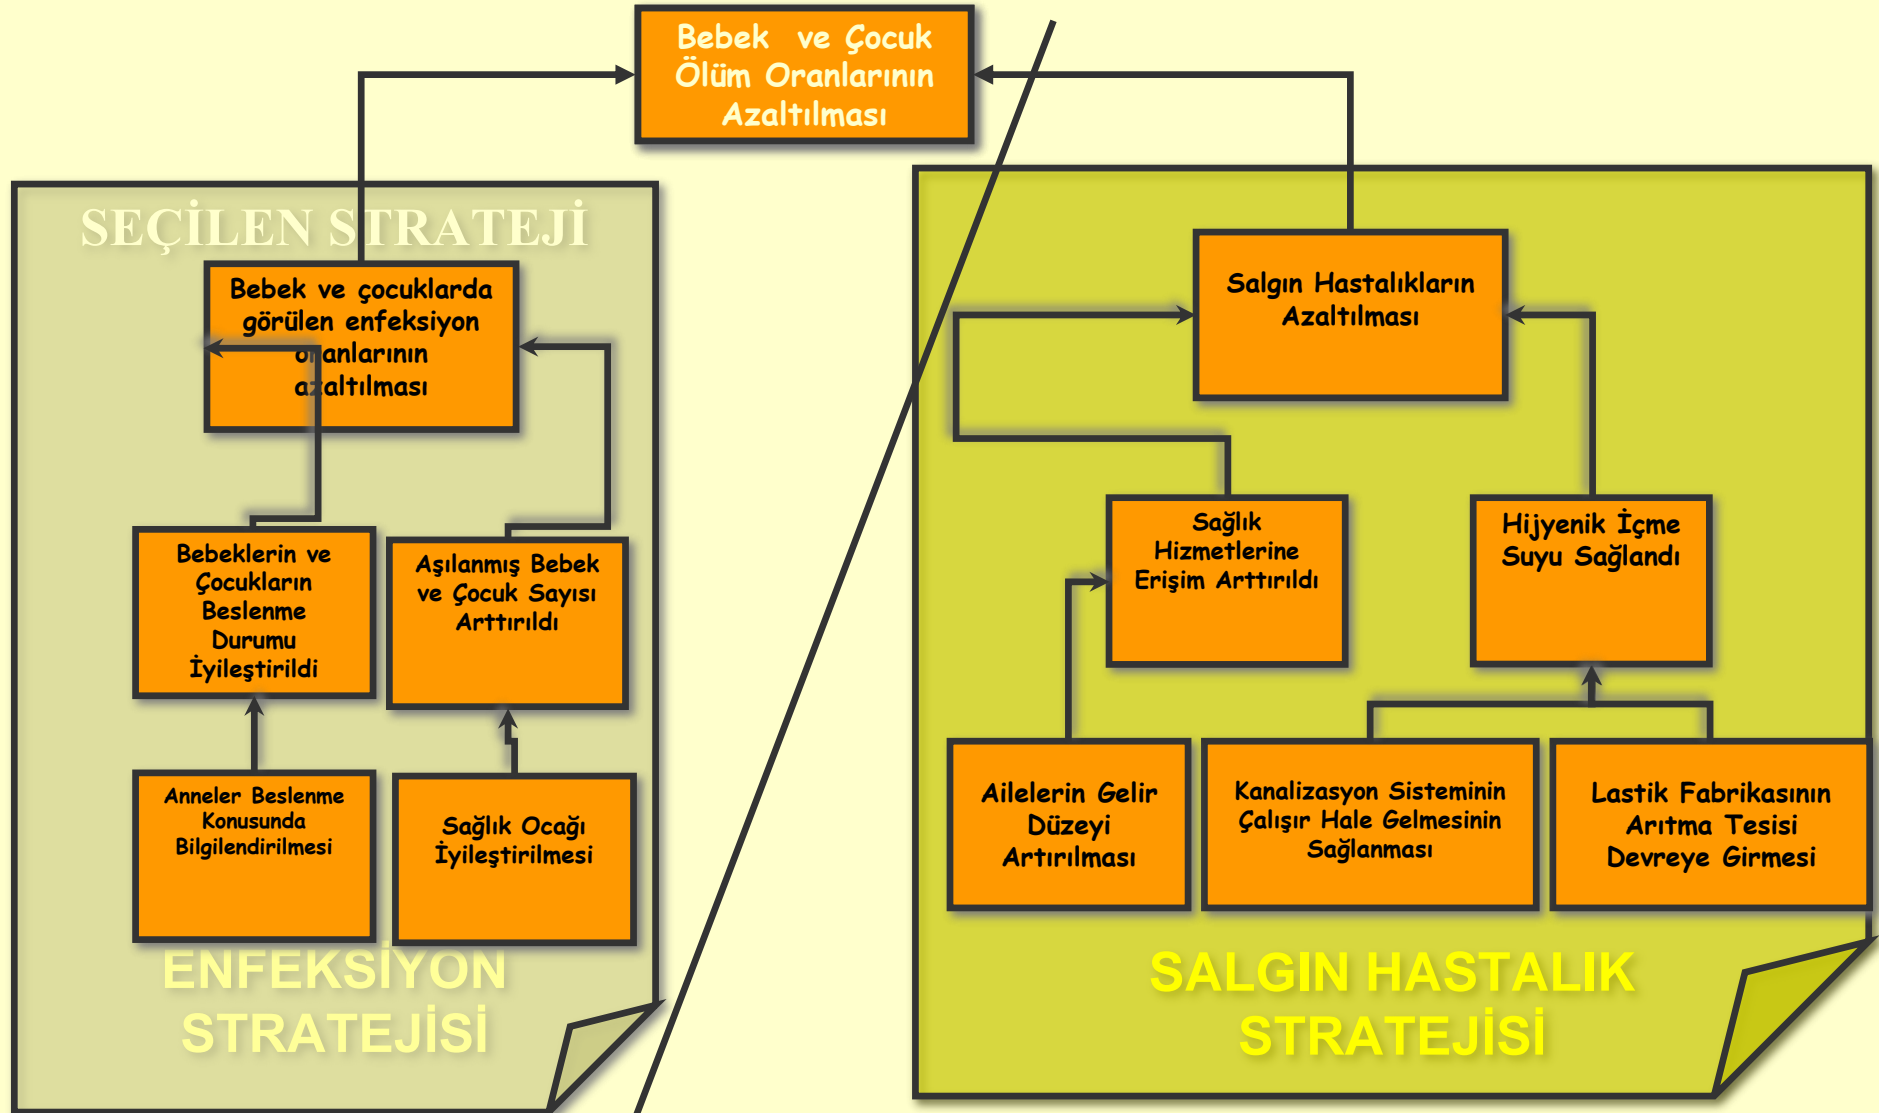 Bebek ve Çocuk
Ölüm Oranlarının
Azaltılması
SEÇİLEN STRATEJİ
Bebek ve çocuklarda
görülen enfeksiyon
oranlarının
azaltılması
Bebeklerin ve
Çocukların
Beslenme
Durumu
İyileştirildi
Aşılanmış Bebek
ve Çocuk Sayısı
Arttırıldı
Anneler Beslenme
Konusunda
Bilgilendirilmesi
Sağlık Ocağı
İyileştirilmesi
ENFEKSİYON
STRATEJİSİ
Salgın Hastalıkların
Azaltılması
Sağlık
Hizmetlerine
Erişim Arttırıldı
Hijyenik İçme
Suyu Sağlandı
Ailelerin Gelir
Düzeyi
Artırılması
Kanalizasyon Sisteminin
Çalışır Hale Gelmesinin
Sağlanması
Lastik Fabrikasının
Arıtma Tesisi
Devreye Girmesi
SALGIN HASTALIK
STRATEJİSİ